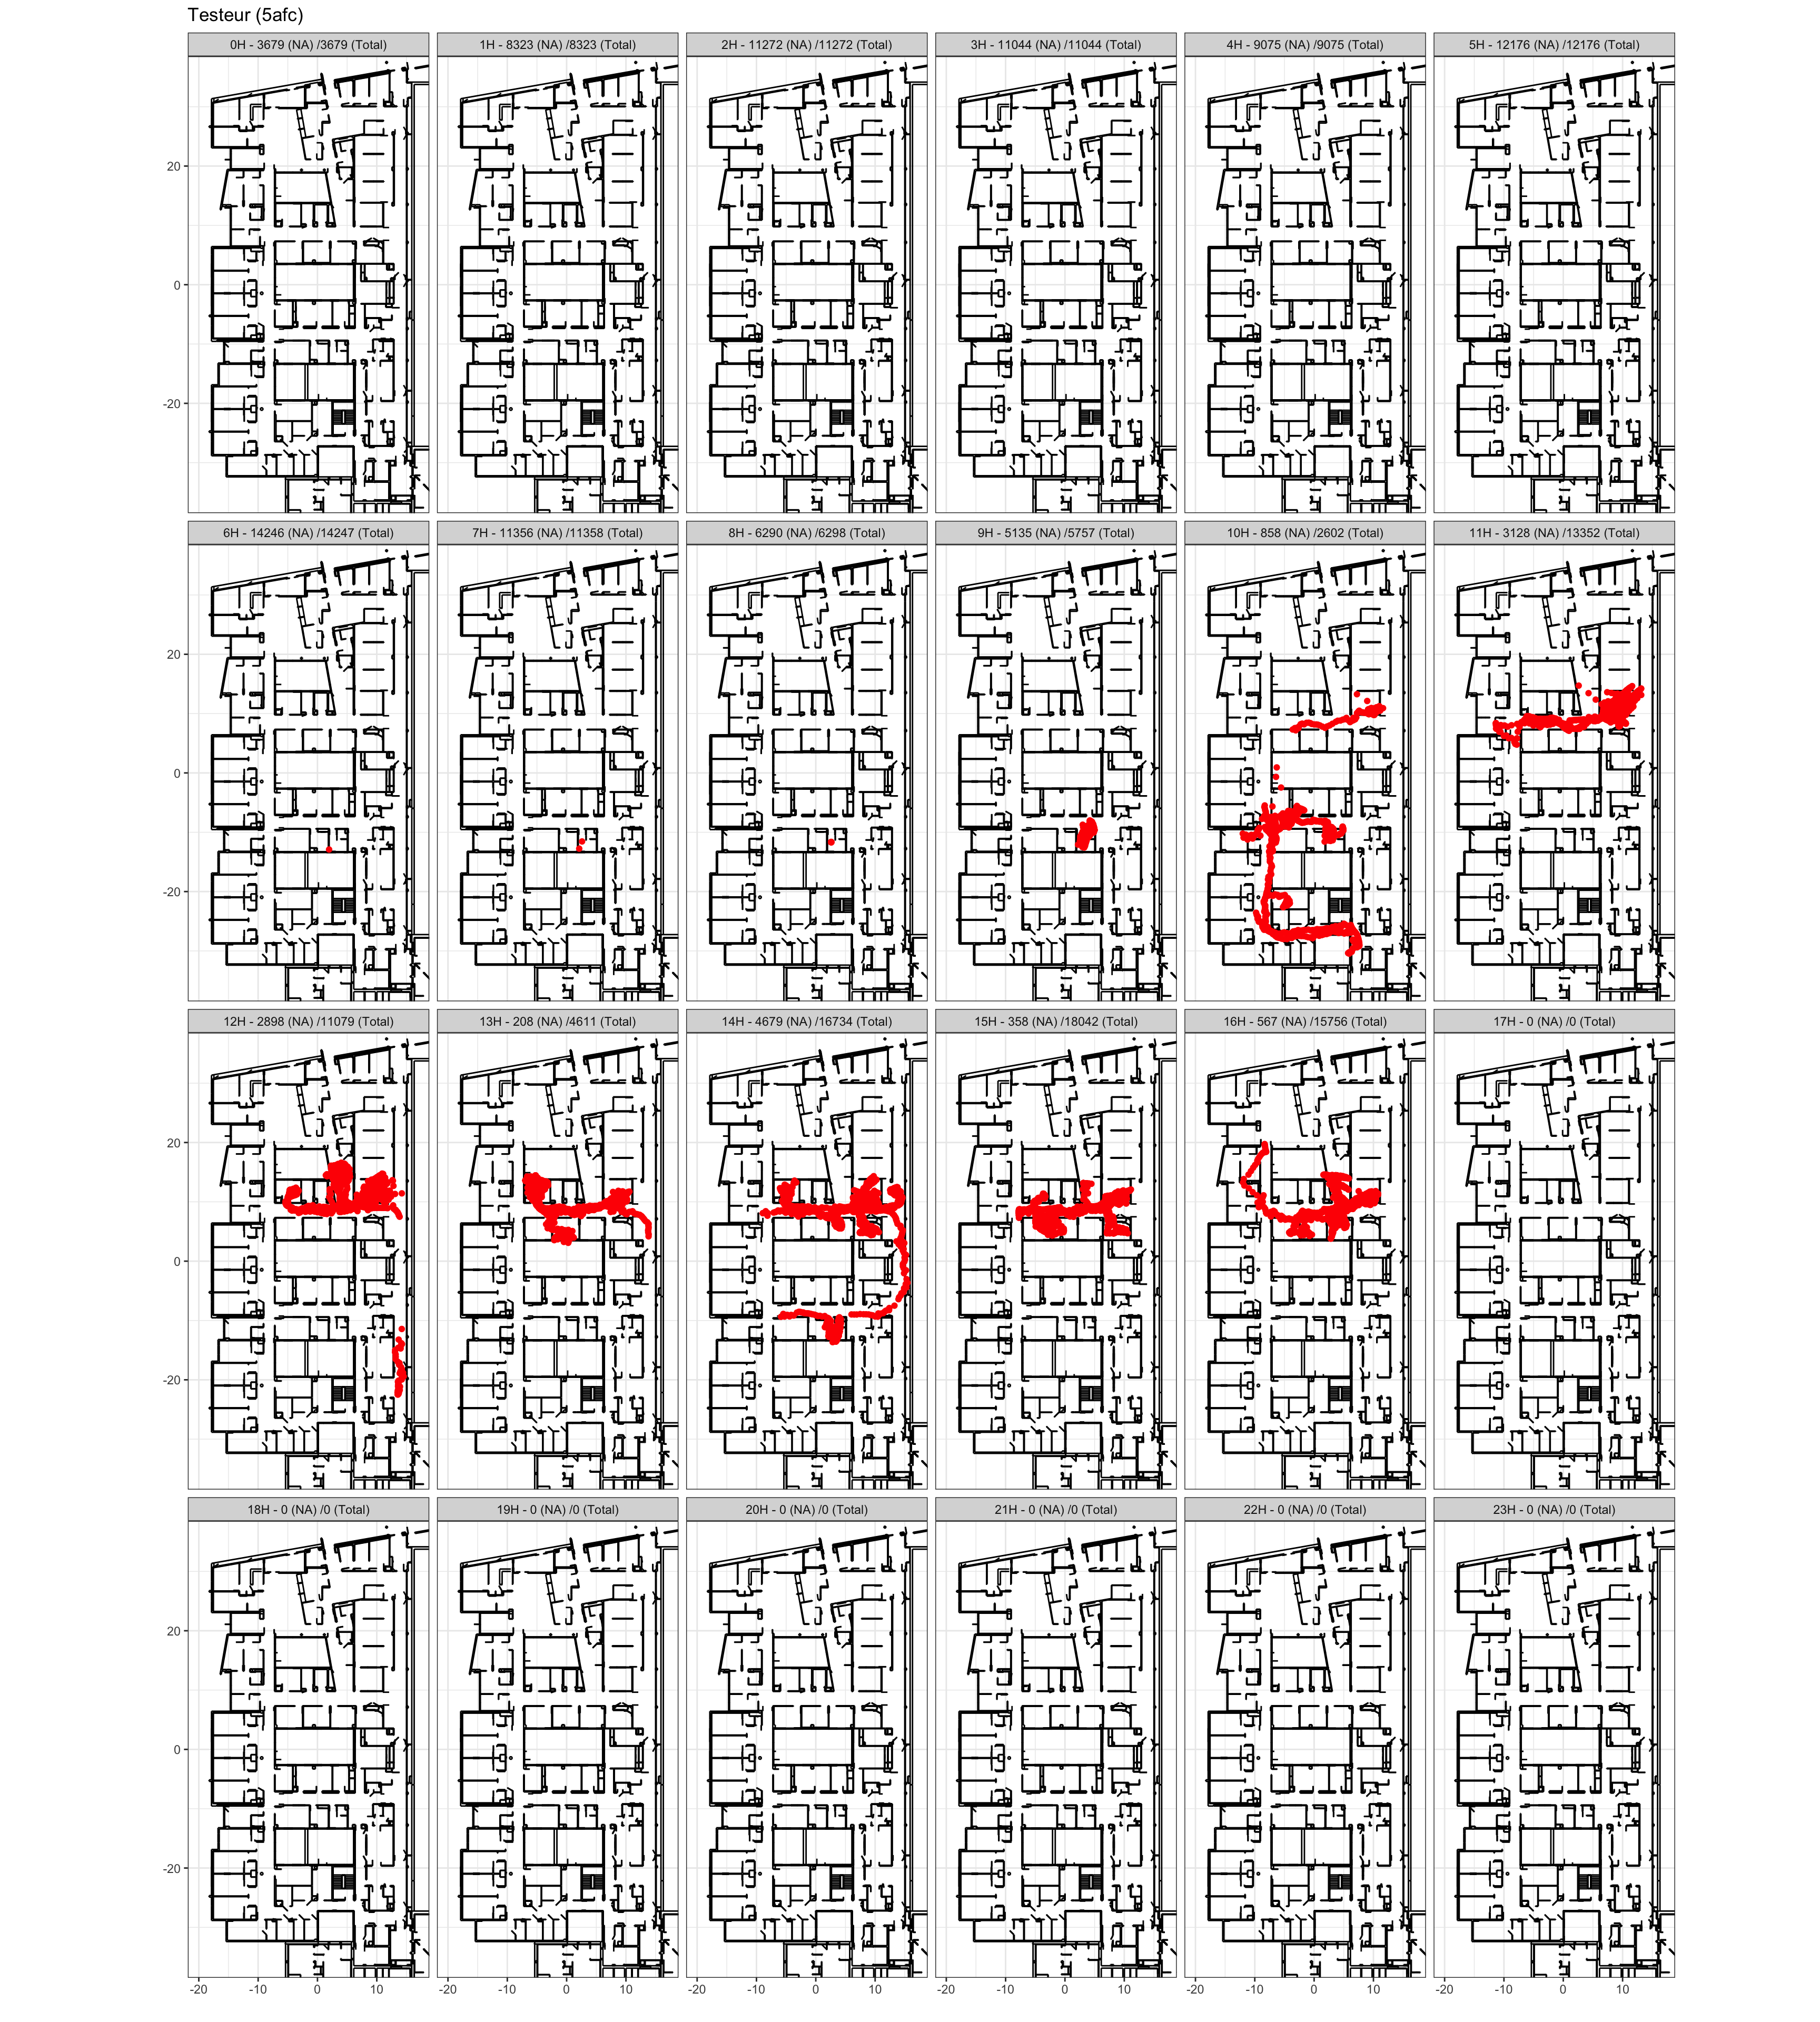 Testeur (5afc)
0H - 3679 (NA) /3679 (Total) 1H - 8323 (NA) /8323 (Total) 2H - 11272 (NA) /11272 (Total) 3H - 11044 (NA) /11044 (Total) 4H - 9075 (NA) /9075 (Total) 5H - 12176 (NA) /12176 (Total)
20
0
-20
6H - 14246 (NA) /14247 (Total) 7H - 11356 (NA) /11358 (Total) 8H - 6290 (NA) /6298 (Total) 9H - 5135 (NA) /5757 (Total) 10H - 858 (NA) /2602 (Total) 11H - 3128 (NA) /13352 (Total)
20
0
-20
12H - 2898 (NA) /11079 (Total) 13H - 208 (NA) /4611 (Total) 14H - 4679 (NA) /16734 (Total) 15H - 358 (NA) /18042 (Total) 16H - 567 (NA) /15756 (Total) 17H - 0 (NA) /0 (Total)
20
0
-20
18H - 0 (NA) /0 (Total) 19H - 0 (NA) /0 (Total) 20H - 0 (NA) /0 (Total) 21H - 0 (NA) /0 (Total) 22H - 0 (NA) /0 (Total) 23H - 0 (NA) /0 (Total)
20
0
-20
-20 -10 0 10 -20 -10 0 10 -20 -10 0 10 -20 -10 0 10 -20 -10 0 10 -20 -10 0 10